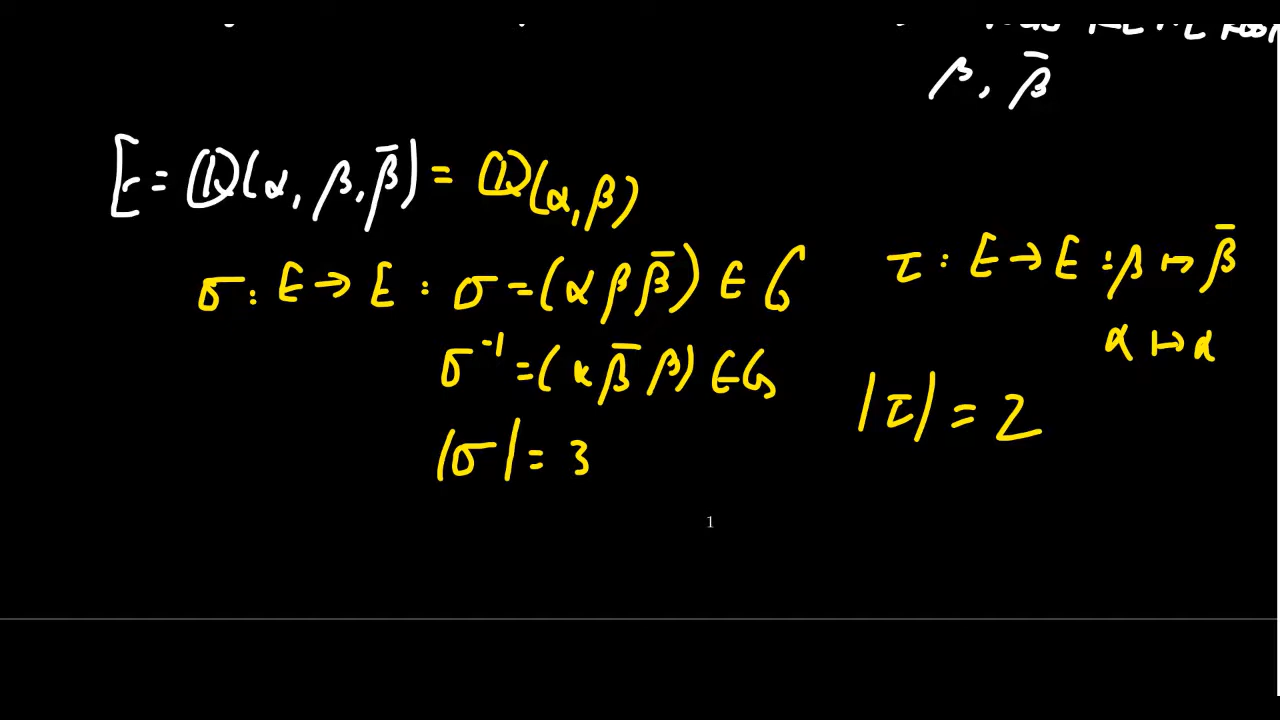 β, β̄
E = ℚ(α, β, β̄) = ℚ(α, β)
σ : E → E : σ = (α β β̄) ∈ G
τ : E → E : β ↦ β̄
σ⁻¹ = (α β̄ β) ∈ G
α ↦ α
|σ| = 3
|τ| = 2
1